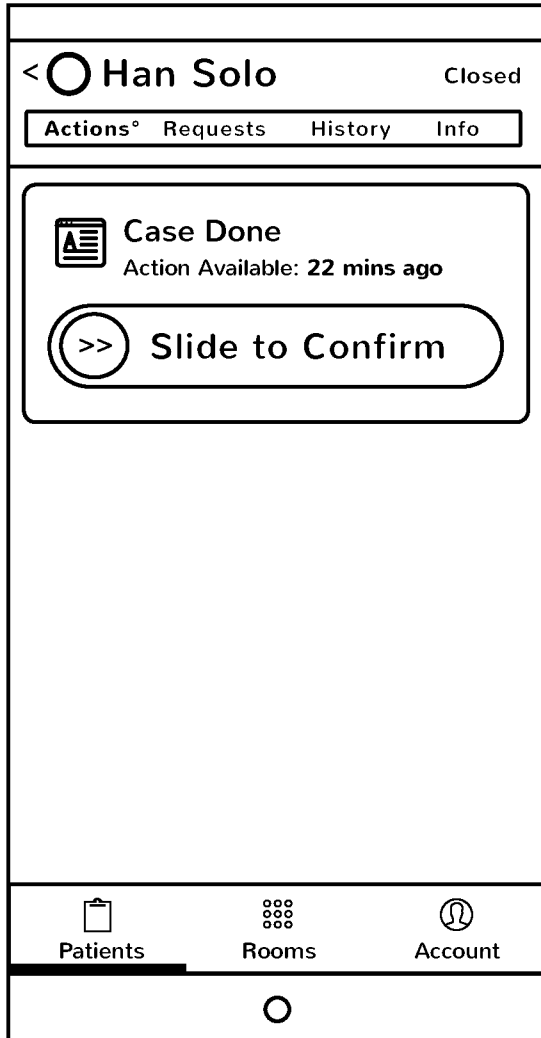 < Han Solo Closed
Actions° Requests History Info
Case Done
Action Available: 22 mins ago
>> Slide to Confirm
Patients Rooms Account